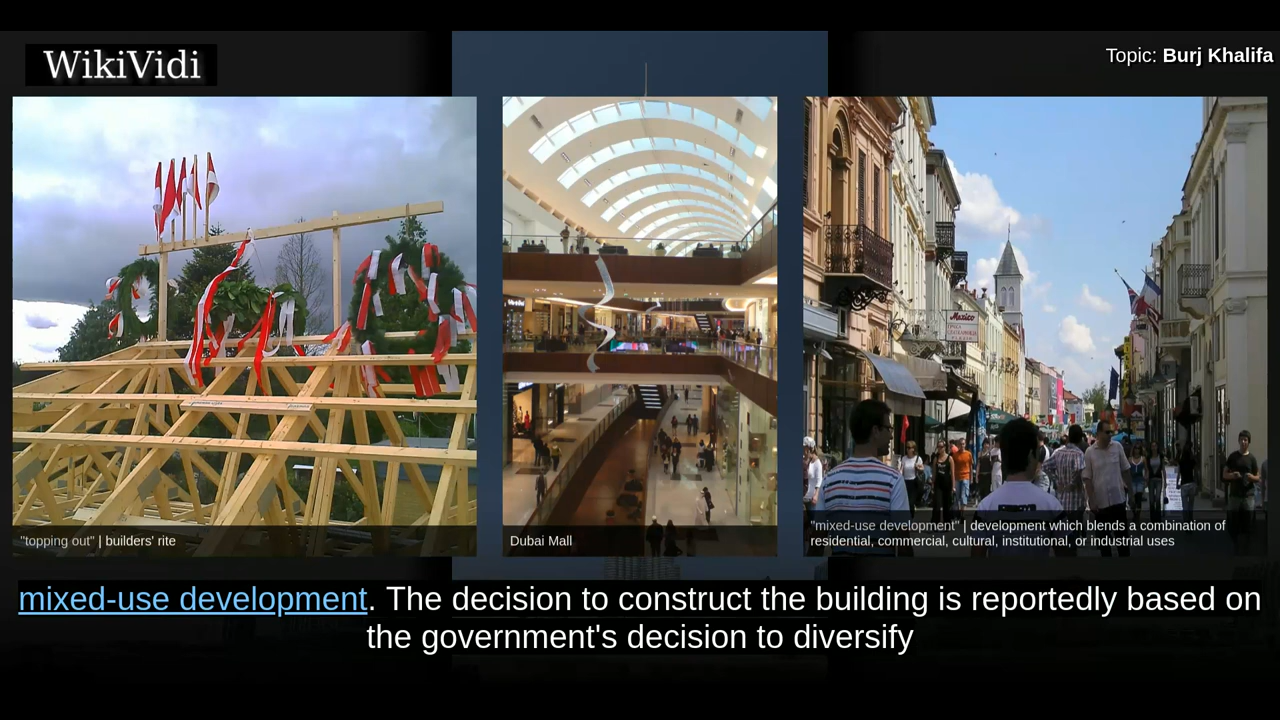 WikiVidi
Topic: Burj Khalifa
Mexico
"topping out" | builders' rite
Dubai Mall
"mixed-use development" | development which blends a combination of
residential, commercial, cultural, institutional, or industrial uses
mixed-use development. The decision to construct the building is reportedly based on
the government's decision to diversify